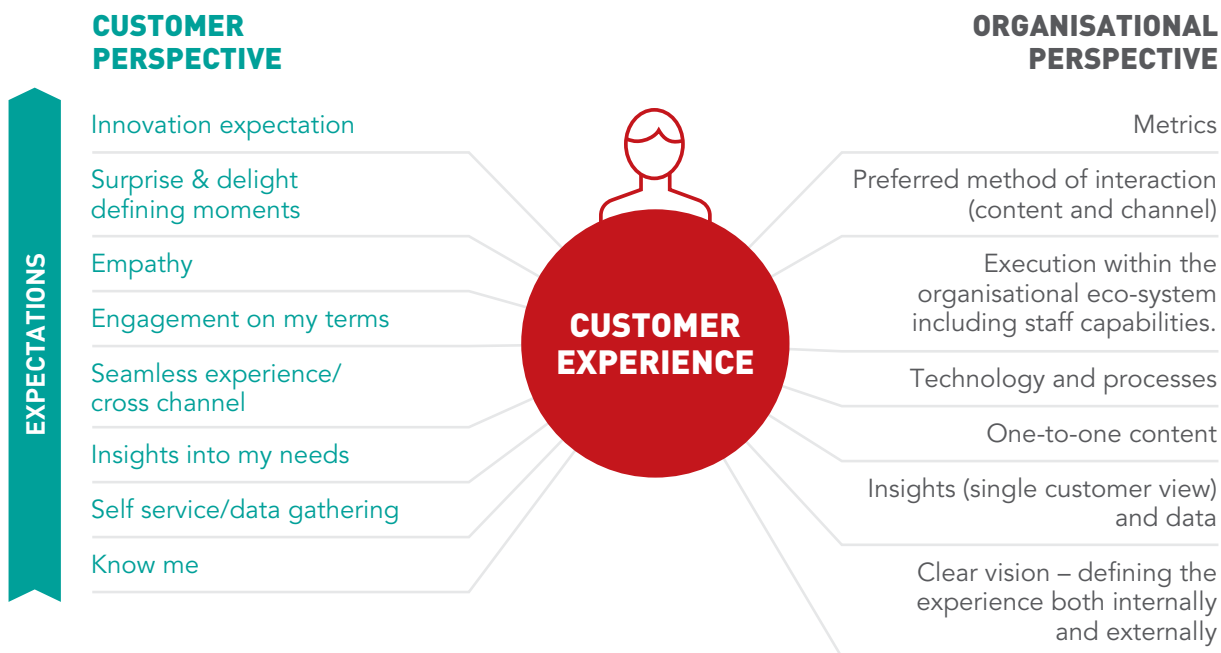 CUSTOMER
PERSPECTIVE
EXPECTATIONS
Innovation expectation
Surprise & delight
defining moments
Empathy
Engagement on my terms
Seamless experience/
cross channel
Insights into my needs
Self service/data gathering
Know me
CUSTOMER
EXPERIENCE
ORGANISATIONAL
PERSPECTIVE
Metrics
Preferred method of interaction
(content and channel)
Execution within the
organisational eco-system
including staff capabilities.
Technology and processes
One-to-one content
Insights (single customer view)
and data
Clear vision – defining the
experience both internally
and externally